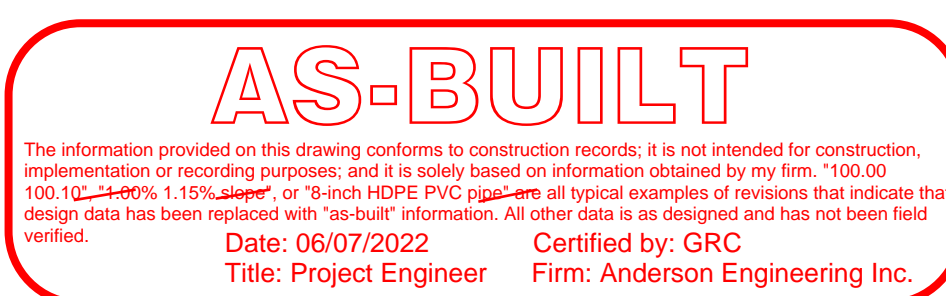 AS-BUILT
The information provided on this drawing conforms to construction records; it is not intended for construction,
implementation or recording purposes; and it is solely based on information obtained by my firm. "100.00
100.10", "1.00% 1.15% slope", or "8-inch HDPE PVC pipe" are all typical examples of revisions that indicate that
design data has been replaced with "as-built" information. All other data is as designed and has not been field
verified.
Date: 06/07/2022 Certified by: GRC
Title: Project Engineer Firm: Anderson Engineering Inc.